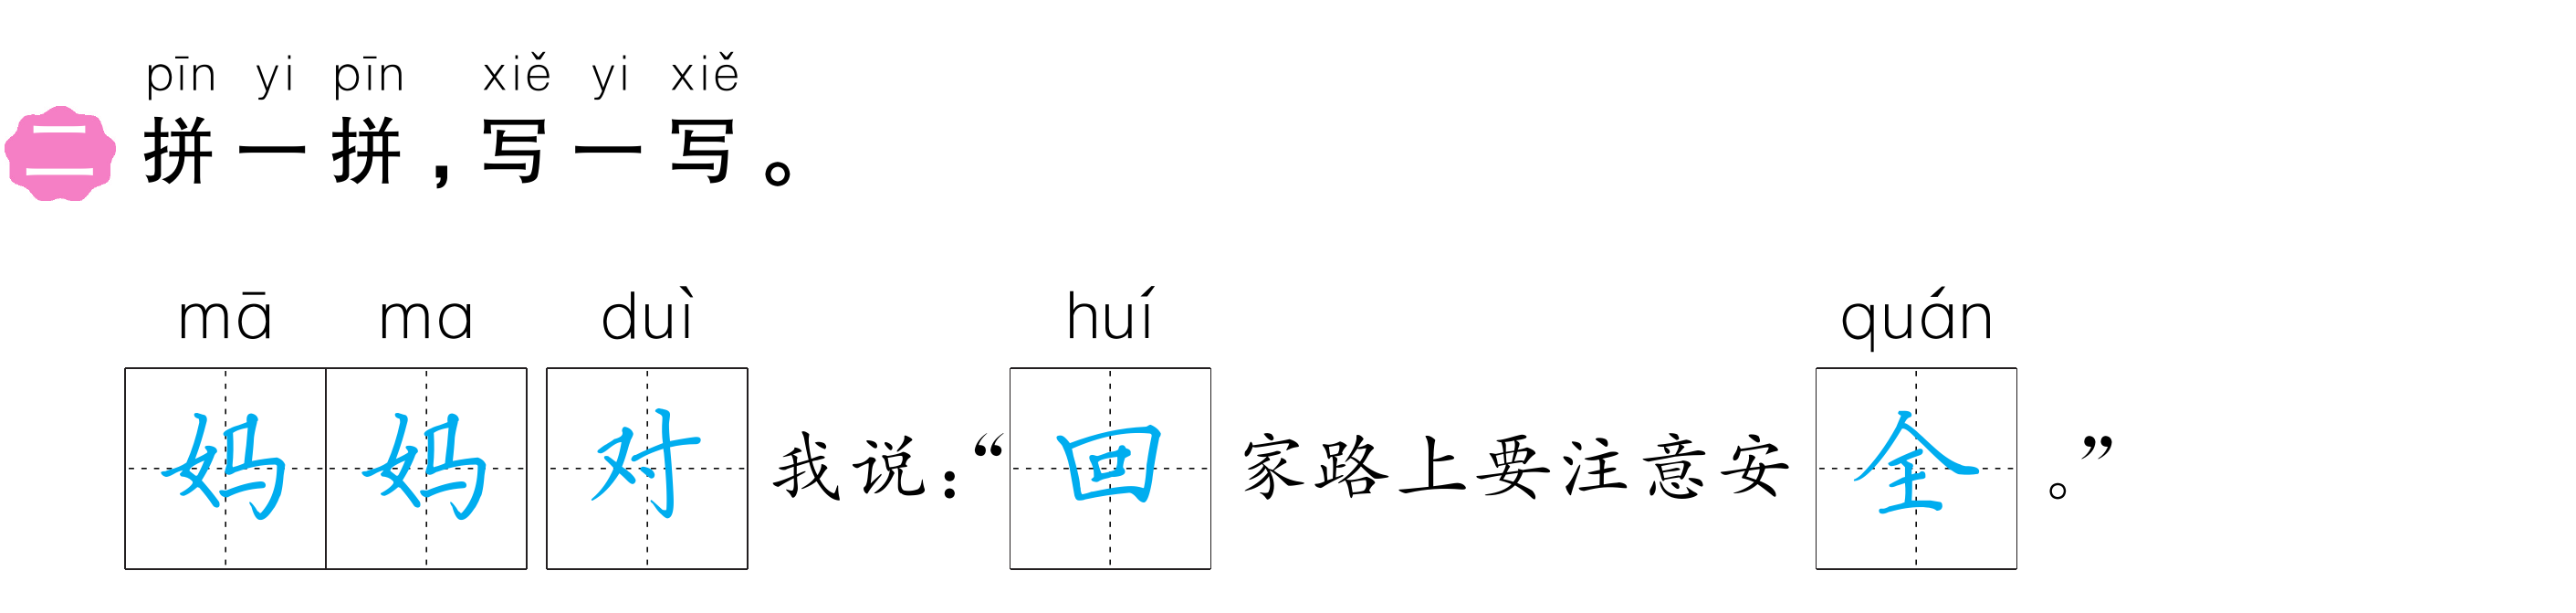 pīn yi pīn xiě yi xiě
二 拼一拼，写一写。
mā ma duì huí quán
妈妈对我说：“回家路上要注意安全。”